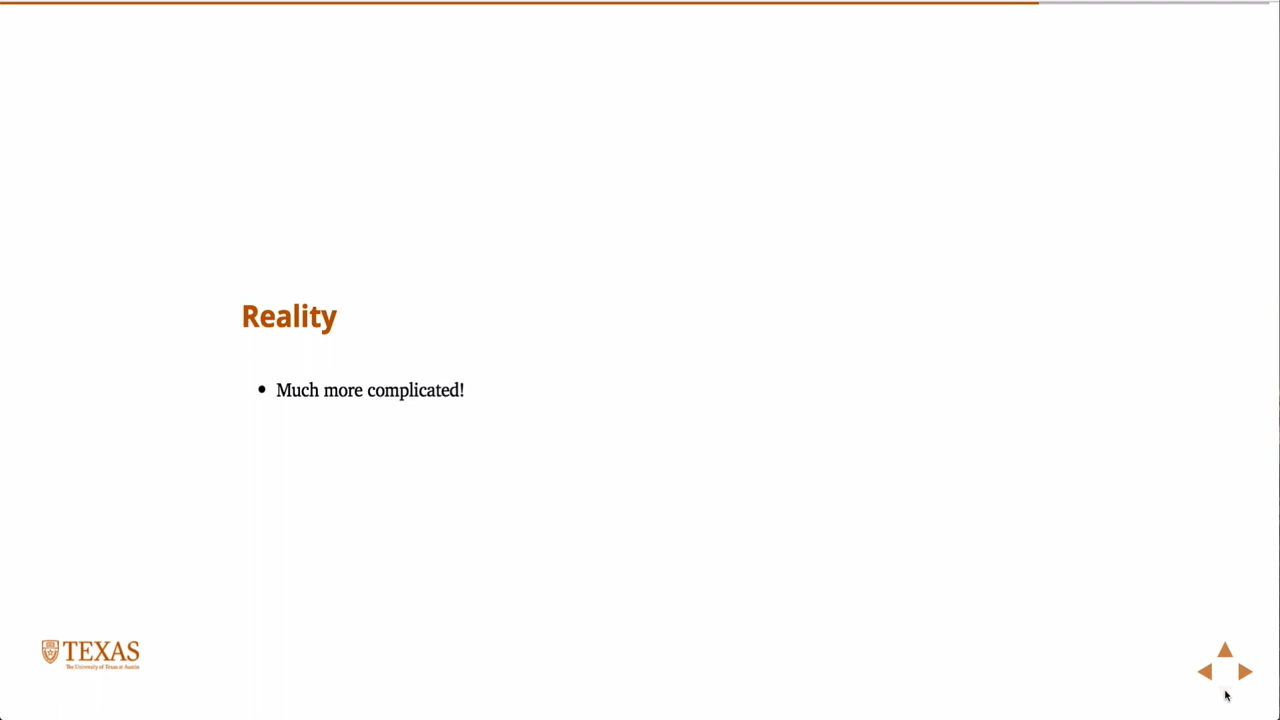 Reality
• Much more complicated!
TEXAS
The University of Texas at Austin